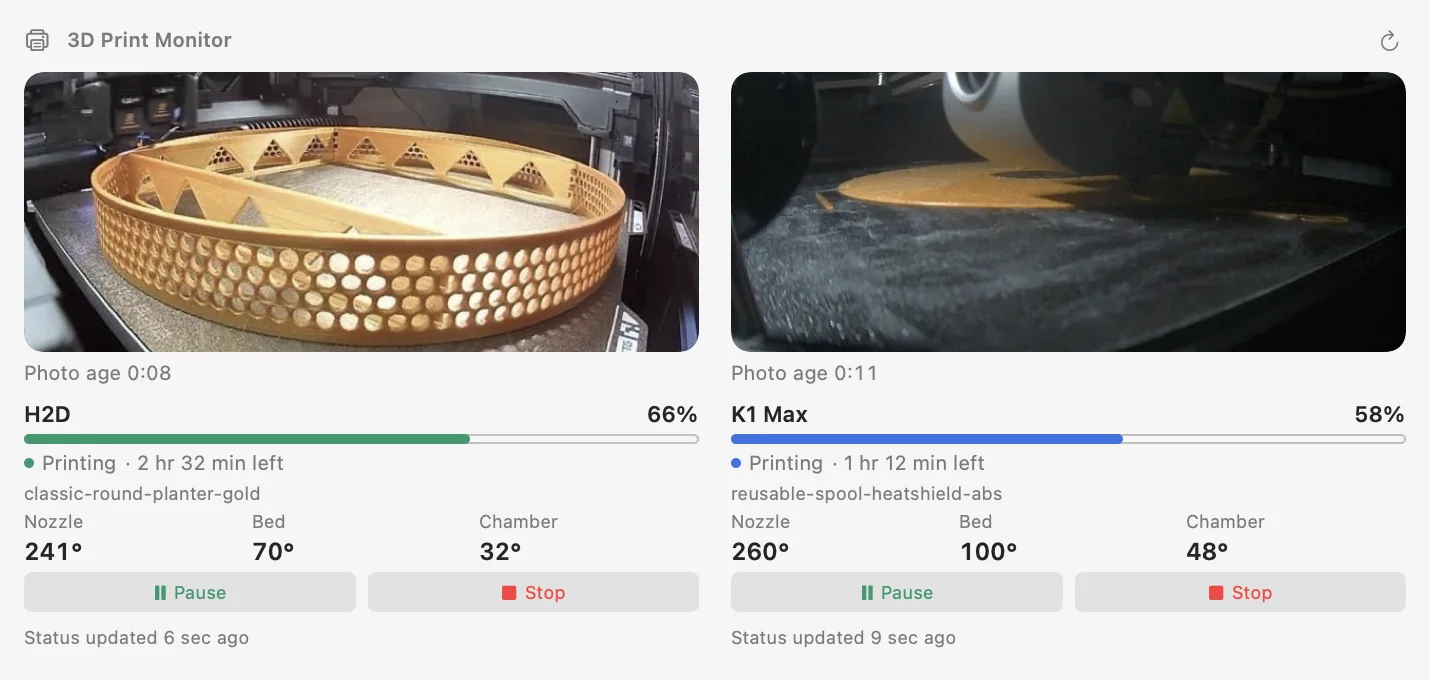 3D Print Monitor
Photo age 0:08
H2D 66%
Printing · 2 hr 32 min left
classic-round-planter-gold
Nozzle Bed Chamber
241° 70° 32°
Pause Stop
Status updated 6 sec ago
Photo age 0:11
K1 Max 58%
Printing · 1 hr 12 min left
reusable-spool-heatshield-abs
Nozzle Bed Chamber
260° 100° 48°
Pause Stop
Status updated 9 sec ago